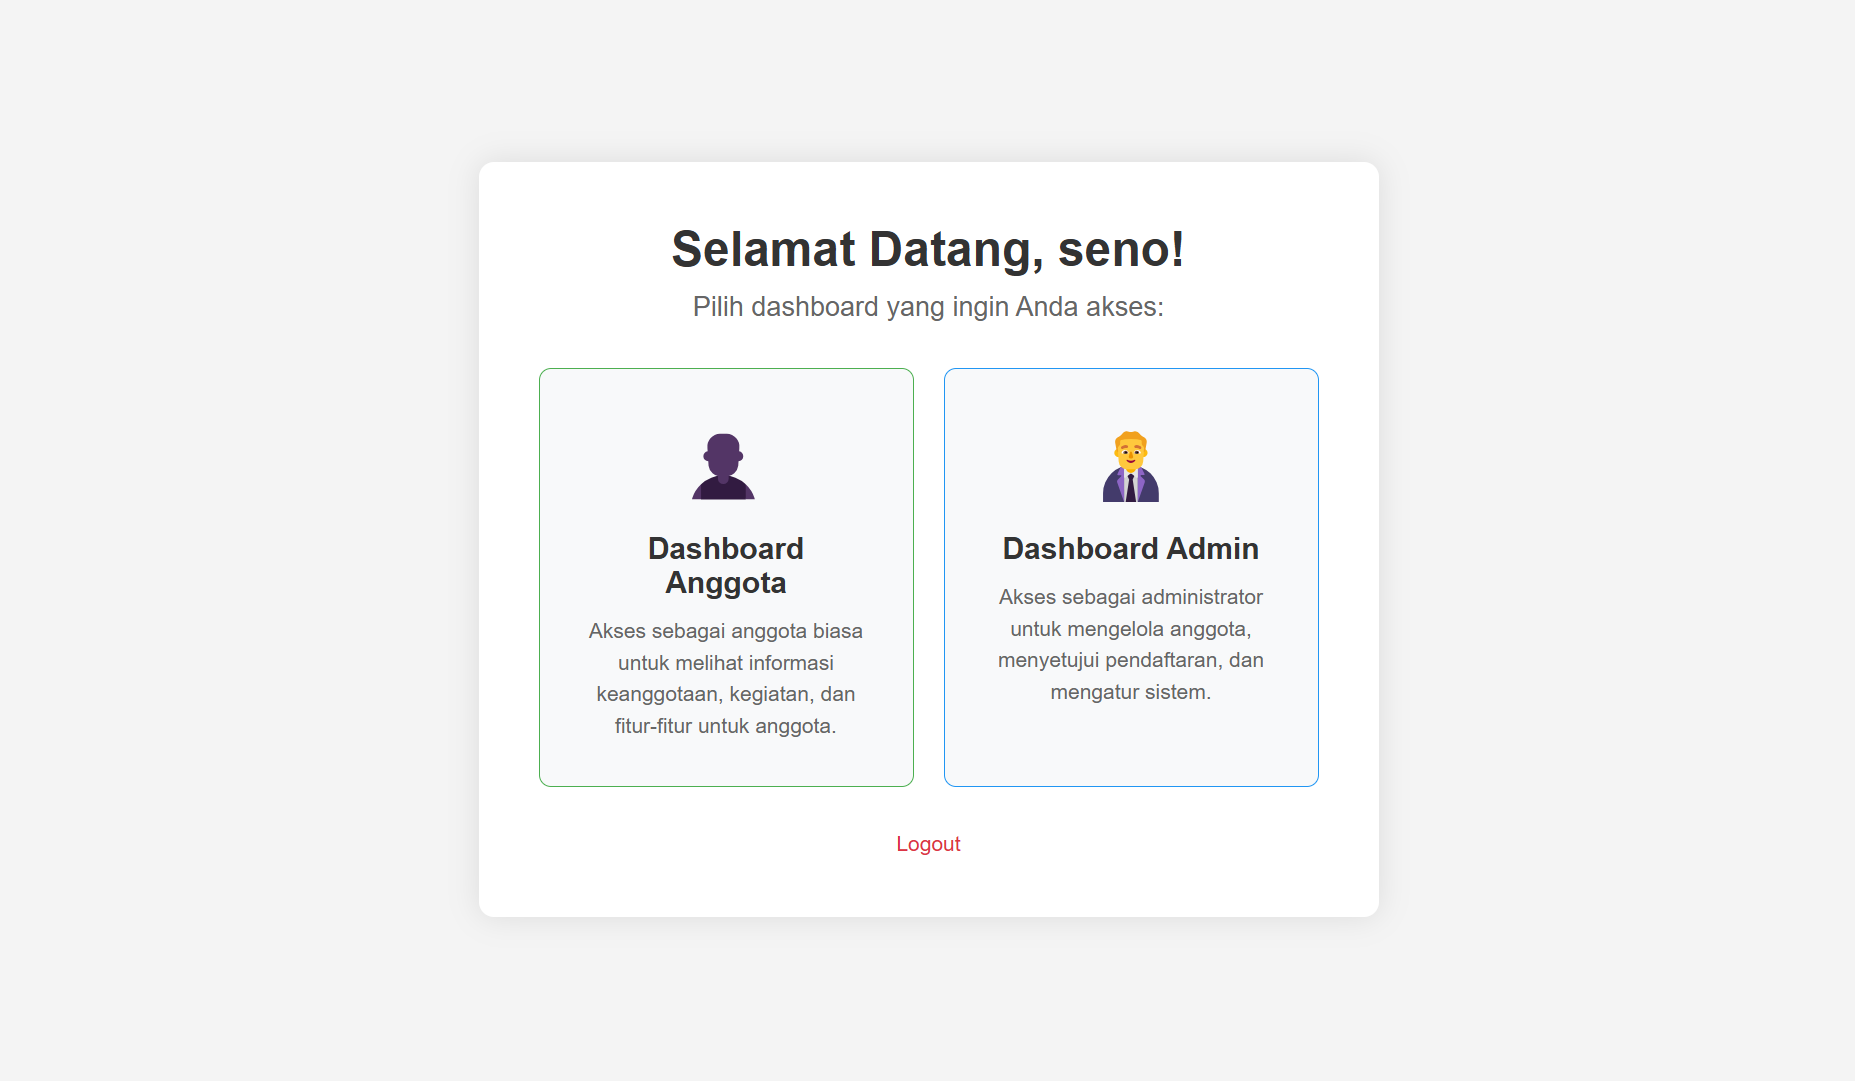 Selamat Datang, seno!
Pilih dashboard yang ingin Anda akses:
Dashboard
Anggota
Akses sebagai anggota biasa
untuk melihat informasi
keanggotaan, kegiatan, dan
fitur-fitur untuk anggota.
Dashboard Admin
Akses sebagai administrator
untuk mengelola anggota,
menyetujui pendaftaran, dan
mengatur sistem.
Logout